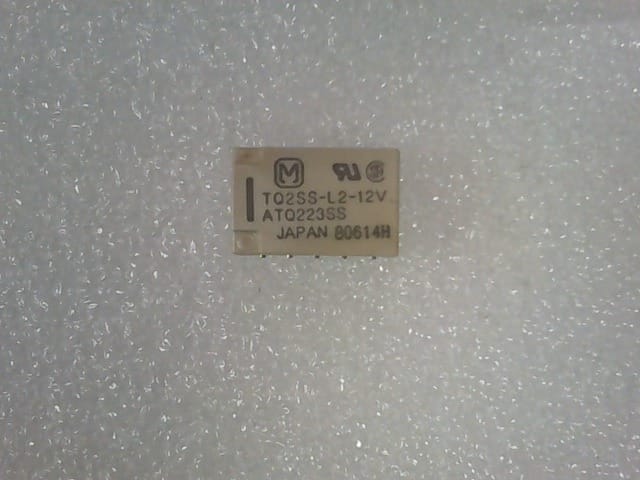 M
TQ2SS-L2-12V
ATQ223SS
JAPAN 80614H